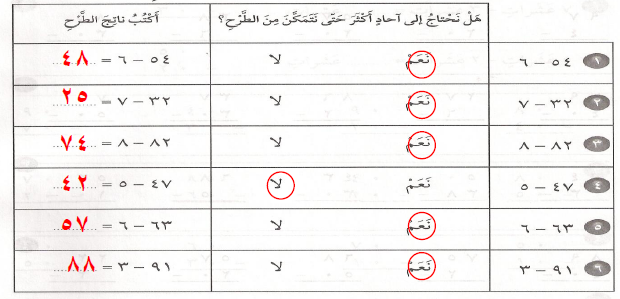 هَلْ نَحْتاجُ إلى آحادٍ أَكْثَرَ حَتّى نَتَمَكَّنَ مِنَ الطَّرْحِ؟ أَكْتُبُ ناتِجَ الطَّرْحِ
١ ٥٤ – ٦ نَعَمْ لا ٥٤ – ٦ = ٤٨
٢ ٣٢ – ٧ نَعَمْ لا ٣٢ – ٧ = ٢٥
٣ ٨٢ – ٨ نَعَمْ لا ٨٢ – ٨ = ٧٤
٤ ٤٧ – ٥ نَعَمْ لا ٤٧ – ٥ = ٤٢
٥ ٦٣ – ٦ نَعَمْ لا ٦٣ – ٦ = ٥٧
٦ ٩١ – ٣ نَعَمْ لا ٩١ – ٣ = ٨٨